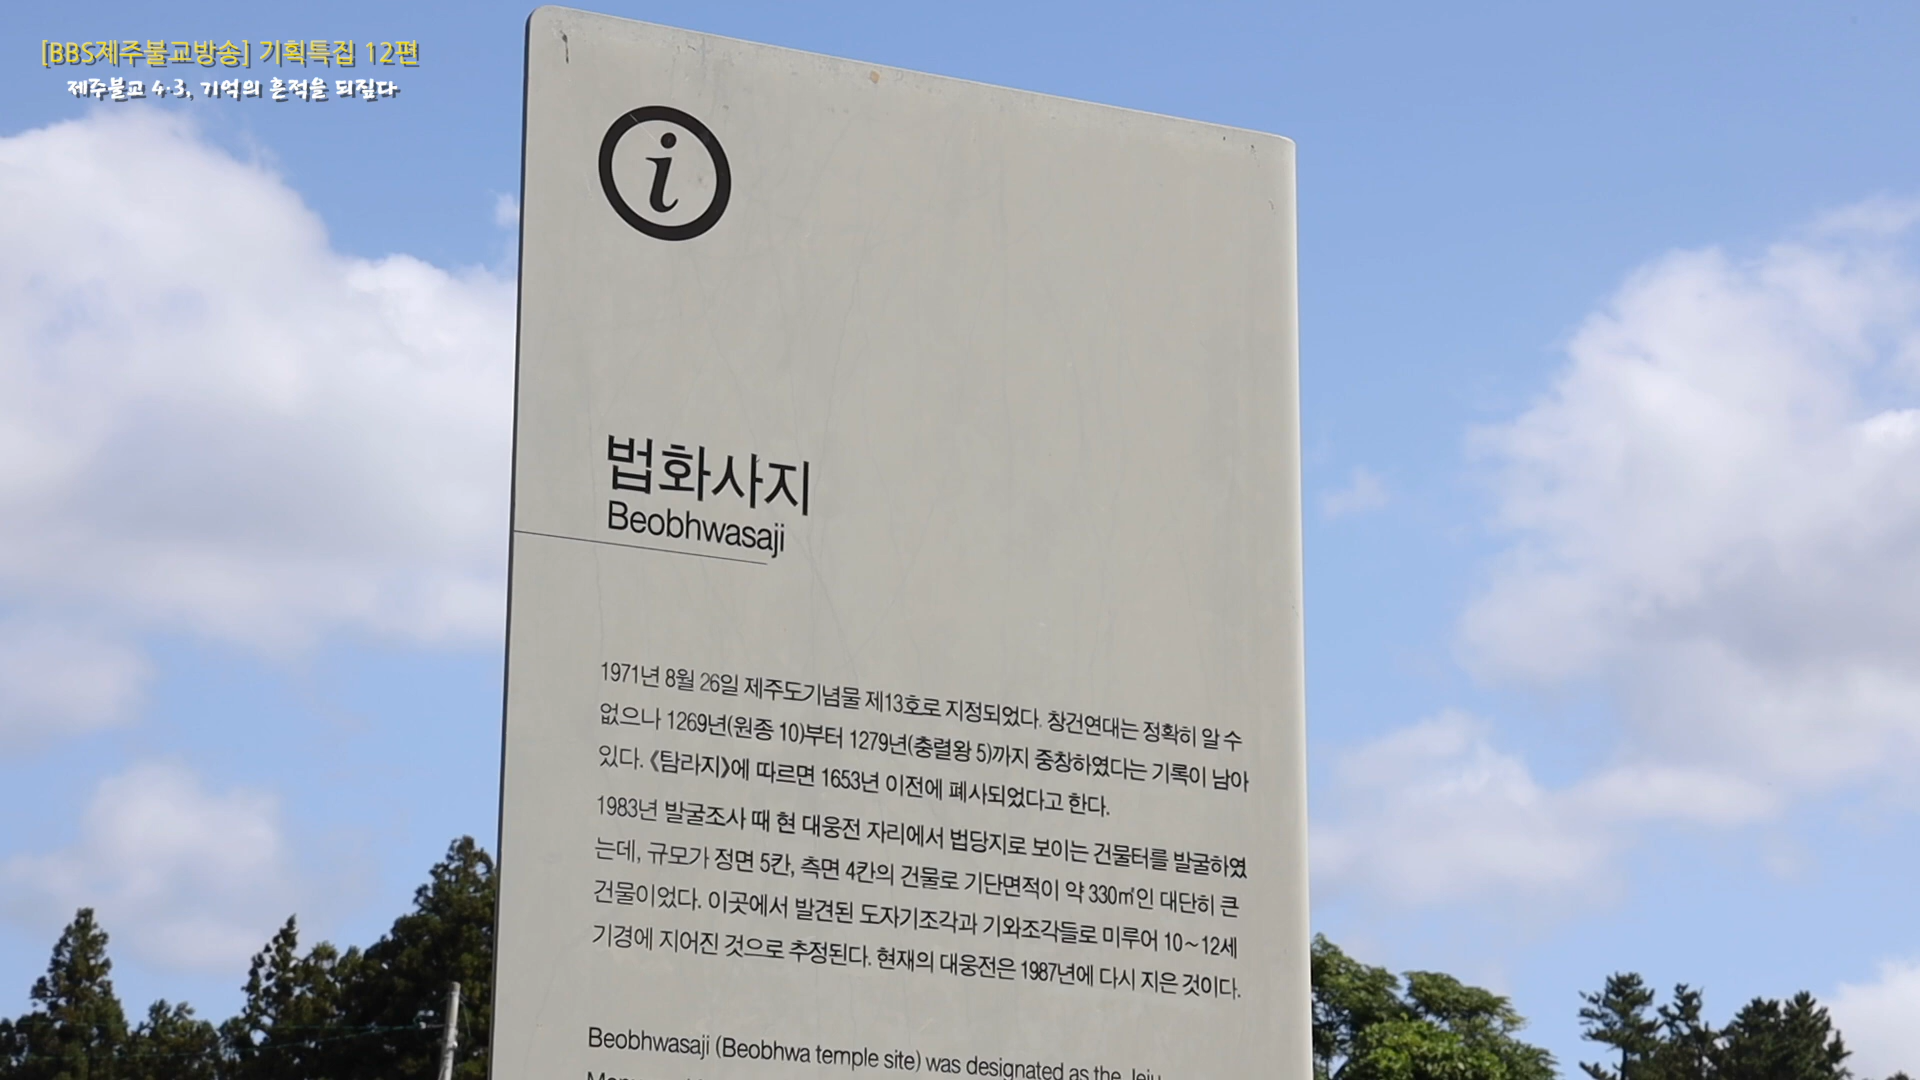 [BBS제주불교방송] 기획특집 12편
제주불교 4·3, 기억의 흔적을 되짚다
i
법화사지
Beobhwasaji
1971년 8월 26일 제주도기념물 제13호로 지정되었다. 창건연대는 정확히 알 수
없으나 1269년(원종 10)부터 1279년(충렬왕 5)까지 중창하였다는 기록이 남아
있다. 《탐라지》에 따르면 1653년 이전에 폐사되었다고 한다.
1983년 발굴조사 때 현 대웅전 자리에서 법당지로 보이는 건물터를 발굴하였
는데, 규모가 정면 5칸, 측면 4칸의 건물로 기단면적이 약 330㎡인 대단히 큰
건물이었다. 이곳에서 발견된 도자기조각과 기와조각들로 미루어 10~12세
기경에 지어진 것으로 추정된다. 현재의 대웅전은 1987년에 다시 지은 것이다.
Beobhwasaji (Beobhwa temple site) was designated as the Jeju